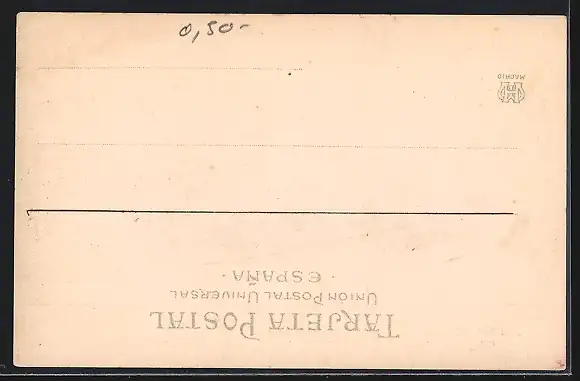 TARJETA POSTAL
UNIÓN POSTAL UNIVERSAL
· ESPAÑA ·
MADRID
0,50-